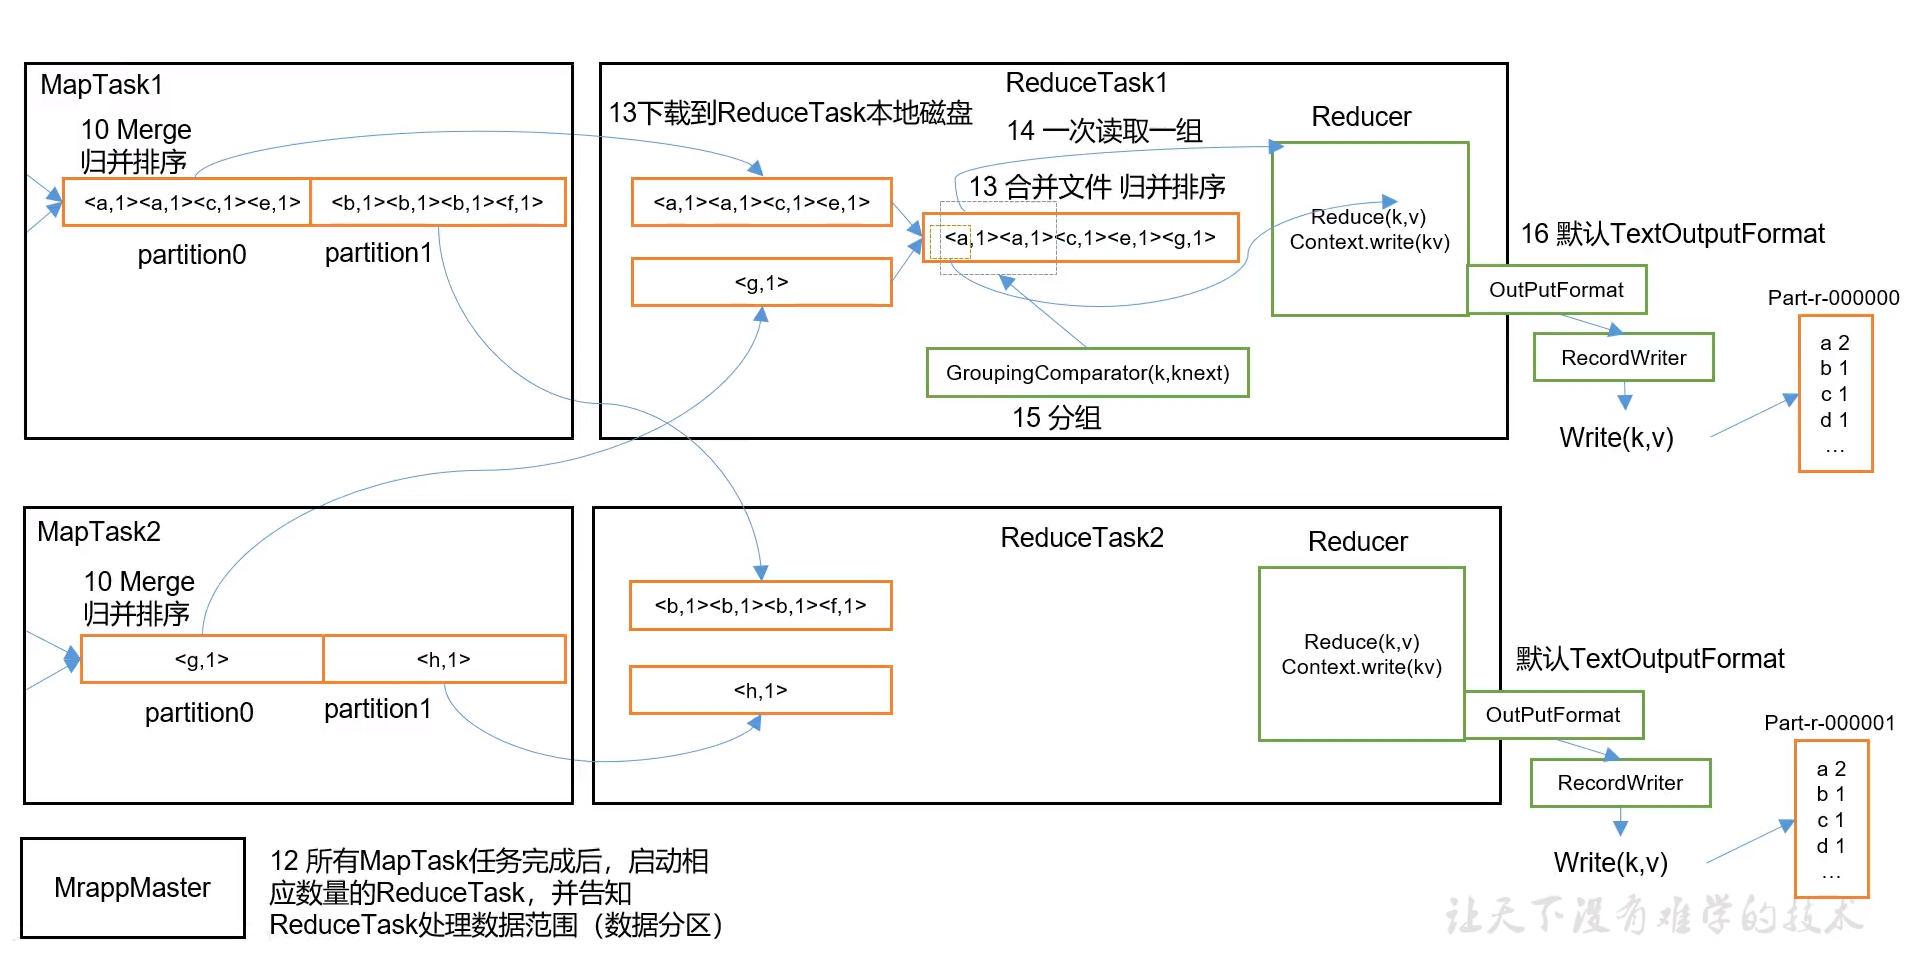 MapTask1
10 Merge
归并排序
<a,1><a,1><c,1><e,1>
<b,1><b,1><b,1><f,1>
partition0
partition1
ReduceTask1
13下载到ReduceTask本地磁盘
14 一次读取一组
Reducer
<a,1><a,1><c,1><e,1>
13 合并文件 归并排序
<a,1><a,1><c,1><e,1><g,1>
<g,1>
Reduce(k,v)
Context.write(kv)
GroupingComparator(k,knext)
15 分组
16 默认TextOutputFormat
OutPutFormat
RecordWriter
Write(k,v)
Part-r-000000
a 2
b 1
c 1
d 1
...
MapTask2
10 Merge
归并排序
<g,1>
<h,1>
partition0
partition1
ReduceTask2
Reducer
<b,1><b,1><b,1><f,1>
<h,1>
Reduce(k,v)
Context.write(kv)
默认TextOutputFormat
OutPutFormat
RecordWriter
Write(k,v)
Part-r-000001
a 2
b 1
c 1
d 1
...
MrappMaster
12 所有MapTask任务完成后，启动相
应数量的ReduceTask，并告知
ReduceTask处理数据范围（数据分区）
让天下没有难学的技术